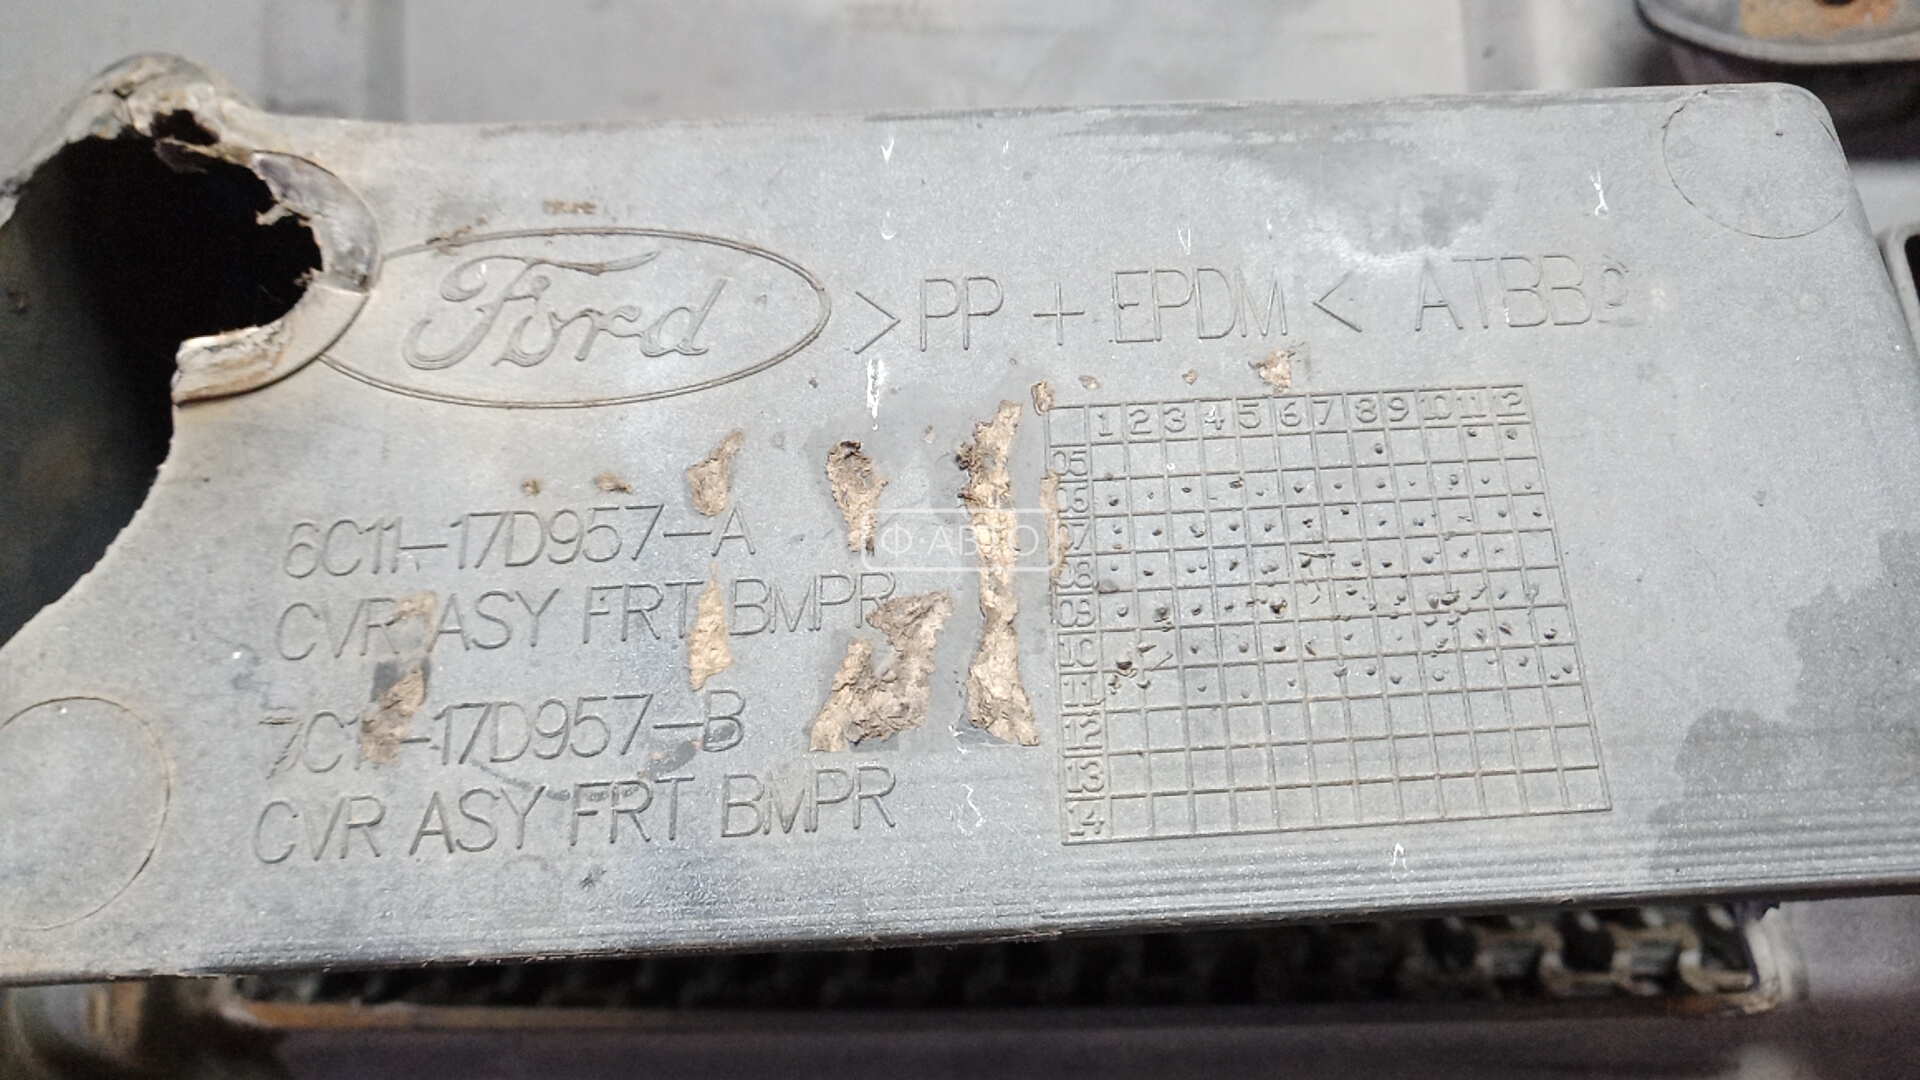 Ford >PP + EPDM< ATBB
6C11-17D957-A
CVR ASY FRT BMPR
7C11-17D957-B
CVR ASY FRT BMPR
Ф·АВТО
1 2 3 4 5 6 7 8 9 10 11 12
05
06
07
08
09
10
11
12
13
14